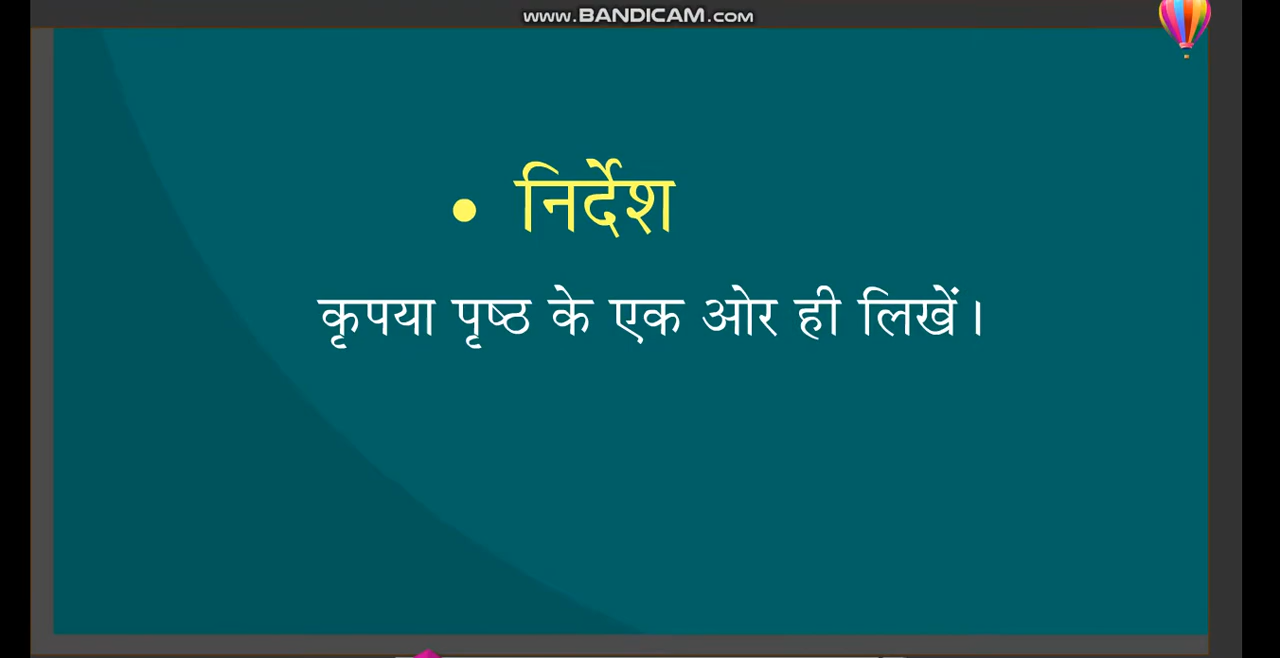 www.BANDICAM.com
• निर्देश
कृपया पृष्ठ के एक ओर ही लिखें।